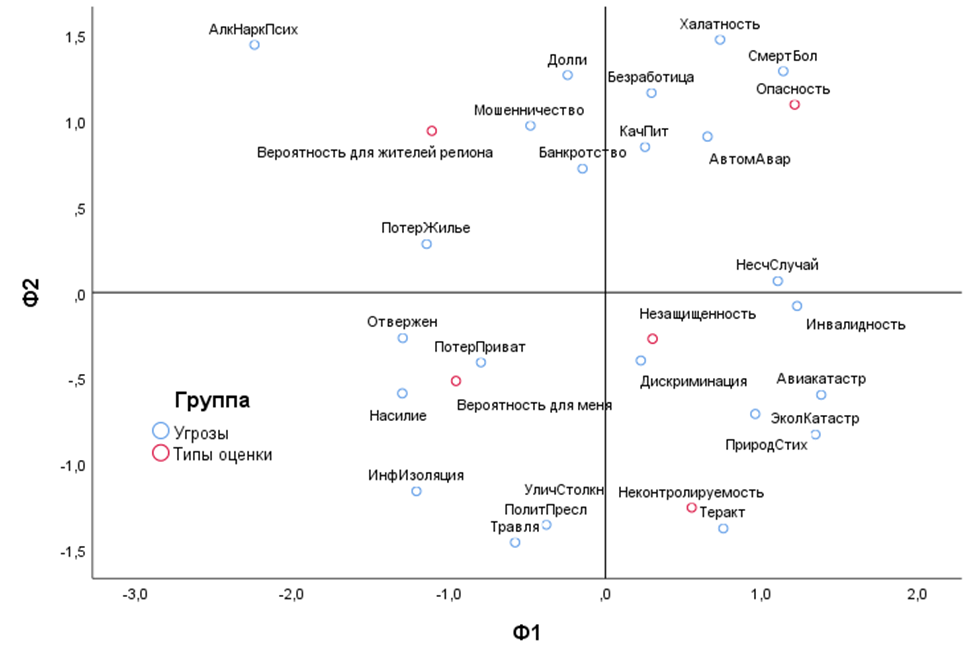 Халатность
АлкНаркПсих
1,5
СмертБол
Долги
Безработица
Опасность
Мошенничество
1,0
КачПит
Вероятность для жителей региона
Банкротство
АвтомАвар
,5
ПотерЖилье
НесчСлучай
Ф2
,0
Незащищенность
Отвержен
Инвалидность
ПотерПриват
-,5
Дискриминация
Авиакатастр
Группа
Вероятность для меня
Насилие
ЭколКатастр
Угрозы
ПриродСтих
Типы оценки
-1,0
ИнфИзоляция
УличСтолкн
Неконтролируемость
ПолитПресл
Теракт
Травля
-1,5
-3,0
-2,0
-1,0
,0
1,0
2,0
Ф1